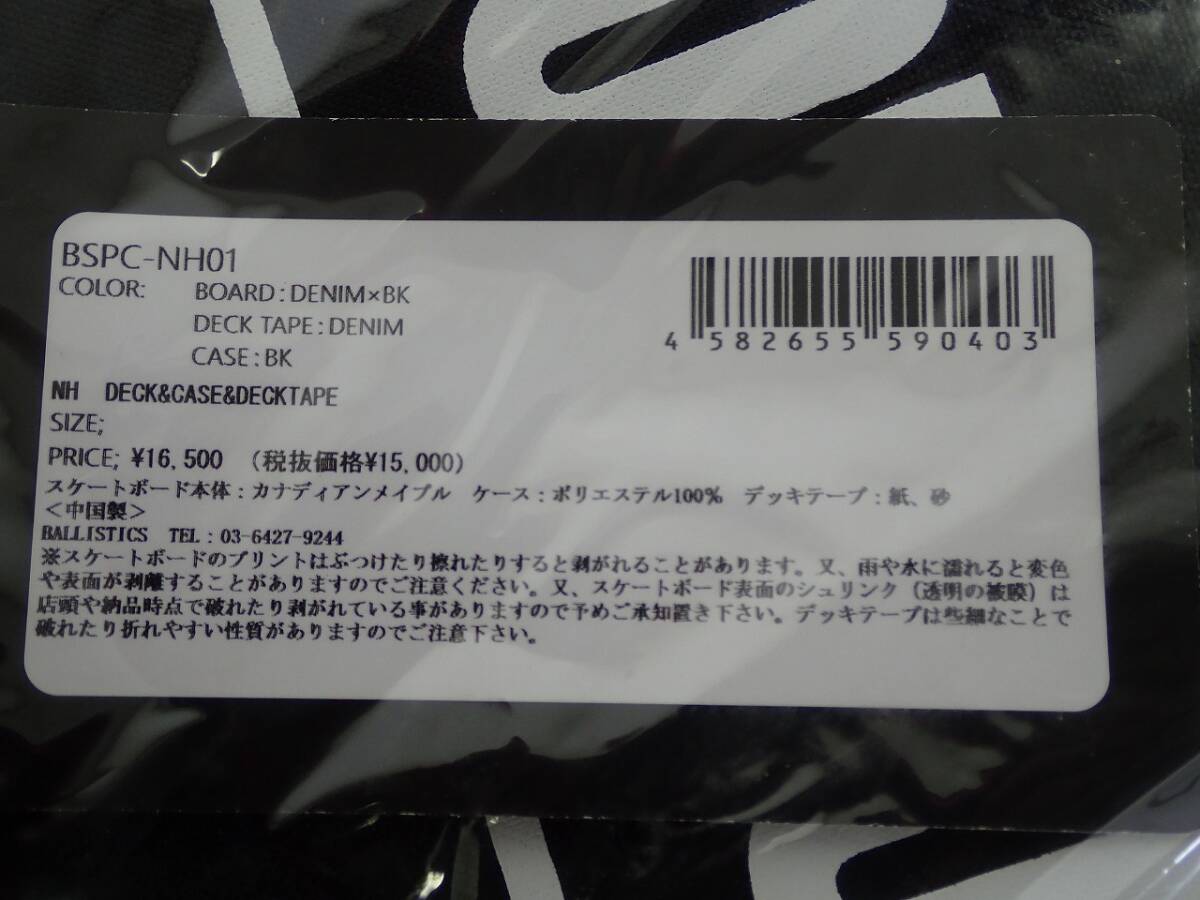 BSPC-NH01
COLOR: BOARD:DENIM×BK
DECK TAPE:DENIM
CASE:BK
4 582655 590403
NH DECK&CASE&DECKTAPE
SIZE;
PRICE; ¥16,500 (税抜価格¥15,000)
スケートボード本体:カナディアンメイプル ケース:ポリエステル100% デッキテープ:紙、砂
<中国製>
BALLISTICS TEL:03-6427-9244
※スケートボードのプリントはぶつけたり擦れたりすると剥がれることがあります。又、雨や水に濡れると変色
や表面が剥離することがありますのでご注意ください。又、スケートボード表面のシュリンク(透明の被膜)は
店頭や納品時点で破れたり剥がれている事がありますので予めご承知置き下さい。デッキテープは些細なことで
破れたり折れやすい性質がありますのでご注意下さい。